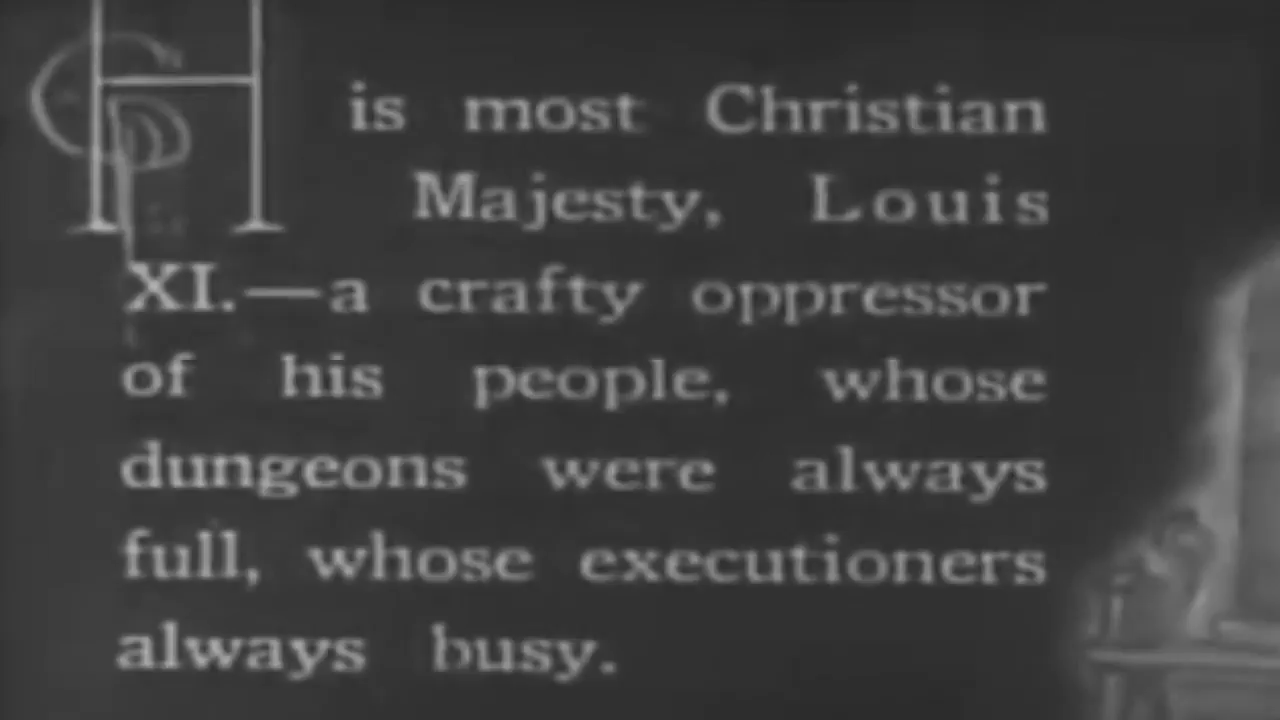 His most Christian
Majesty, Louis
XI.—a crafty oppressor
of his people, whose
dungeons were always
full, whose executioners
always busy.